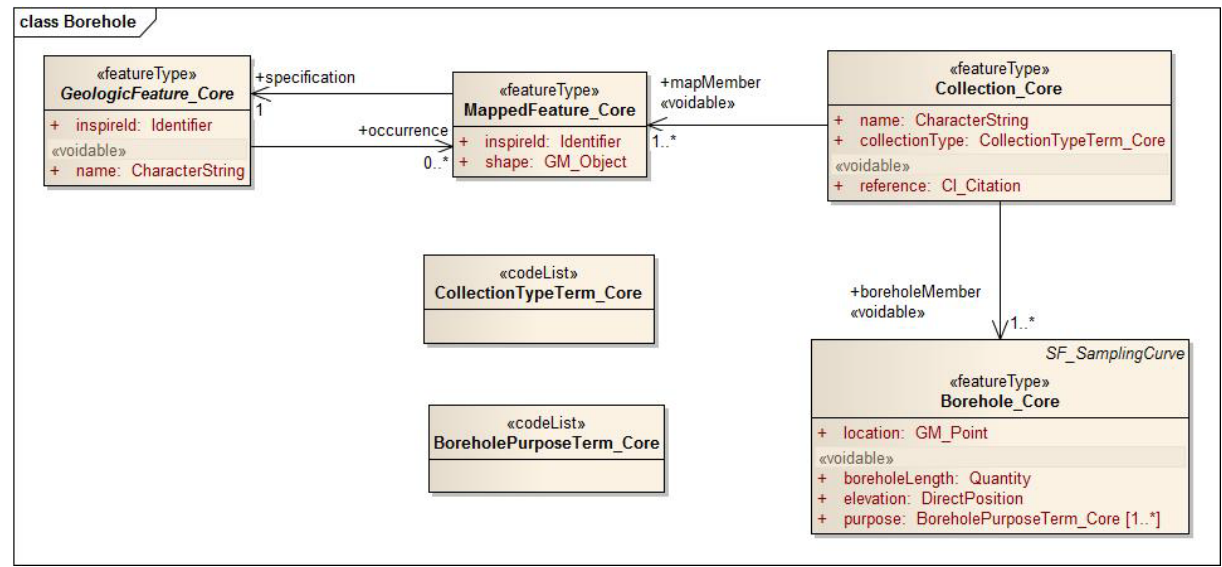 class Borehole
«featureType»
GeologicFeature_Core
+ inspireId: Identifier
«voidable»
+ name: CharacterString
+specification
1
+occurrence
0..*
«featureType»
MappedFeature_Core
+ inspireId: Identifier
+ shape: GM_Object
+mapMember
«voidable»
1..*
«featureType»
Collection_Core
+ name: CharacterString
+ collectionType: CollectionTypeTerm_Core
«voidable»
+ reference: CI_Citation
«codeList»
CollectionTypeTerm_Core
+boreholeMember
«voidable»
1..*
«codeList»
BoreholePurposeTerm_Core
SF_SamplingCurve
«featureType»
Borehole_Core
+ location: GM_Point
«voidable»
+ boreholeLength: Quantity
+ elevation: DirectPosition
+ purpose: BoreholePurposeTerm_Core [1..*]